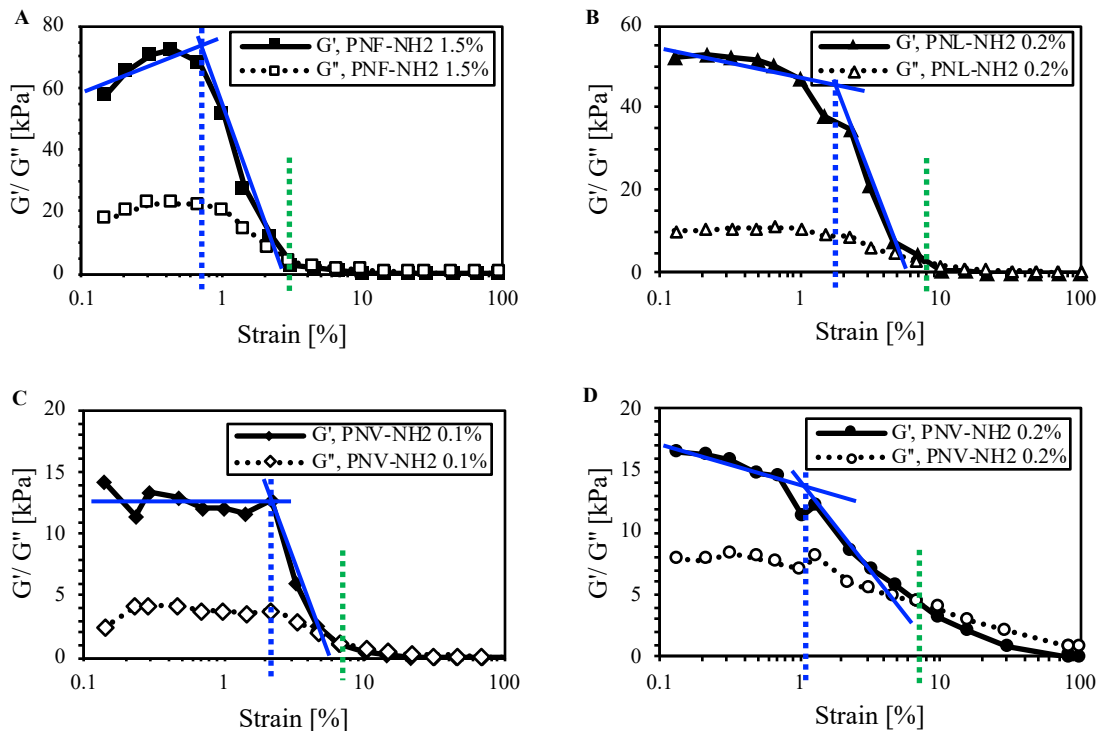 A
G'/ G" [kPa]
80
60
40
20
0
G', PNF-NH2 1.5%
G", PNF-NH2 1.5%
0.1 1 10 100
Strain [%]
B
G'/ G" [kPa]
60
40
20
0
G', PNL-NH2 0.2%
G", PNL-NH2 0.2%
0.1 1 10 100
Strain [%]
C
G'/ G" [kPa]
20
15
10
5
0
G', PNV-NH2 0.1%
G", PNV-NH2 0.1%
0.1 1 10 100
Strain [%]
D
G'/ G" [kPa]
20
15
10
5
0
G', PNV-NH2 0.2%
G", PNV-NH2 0.2%
0.1 1 10 100
Strain [%]